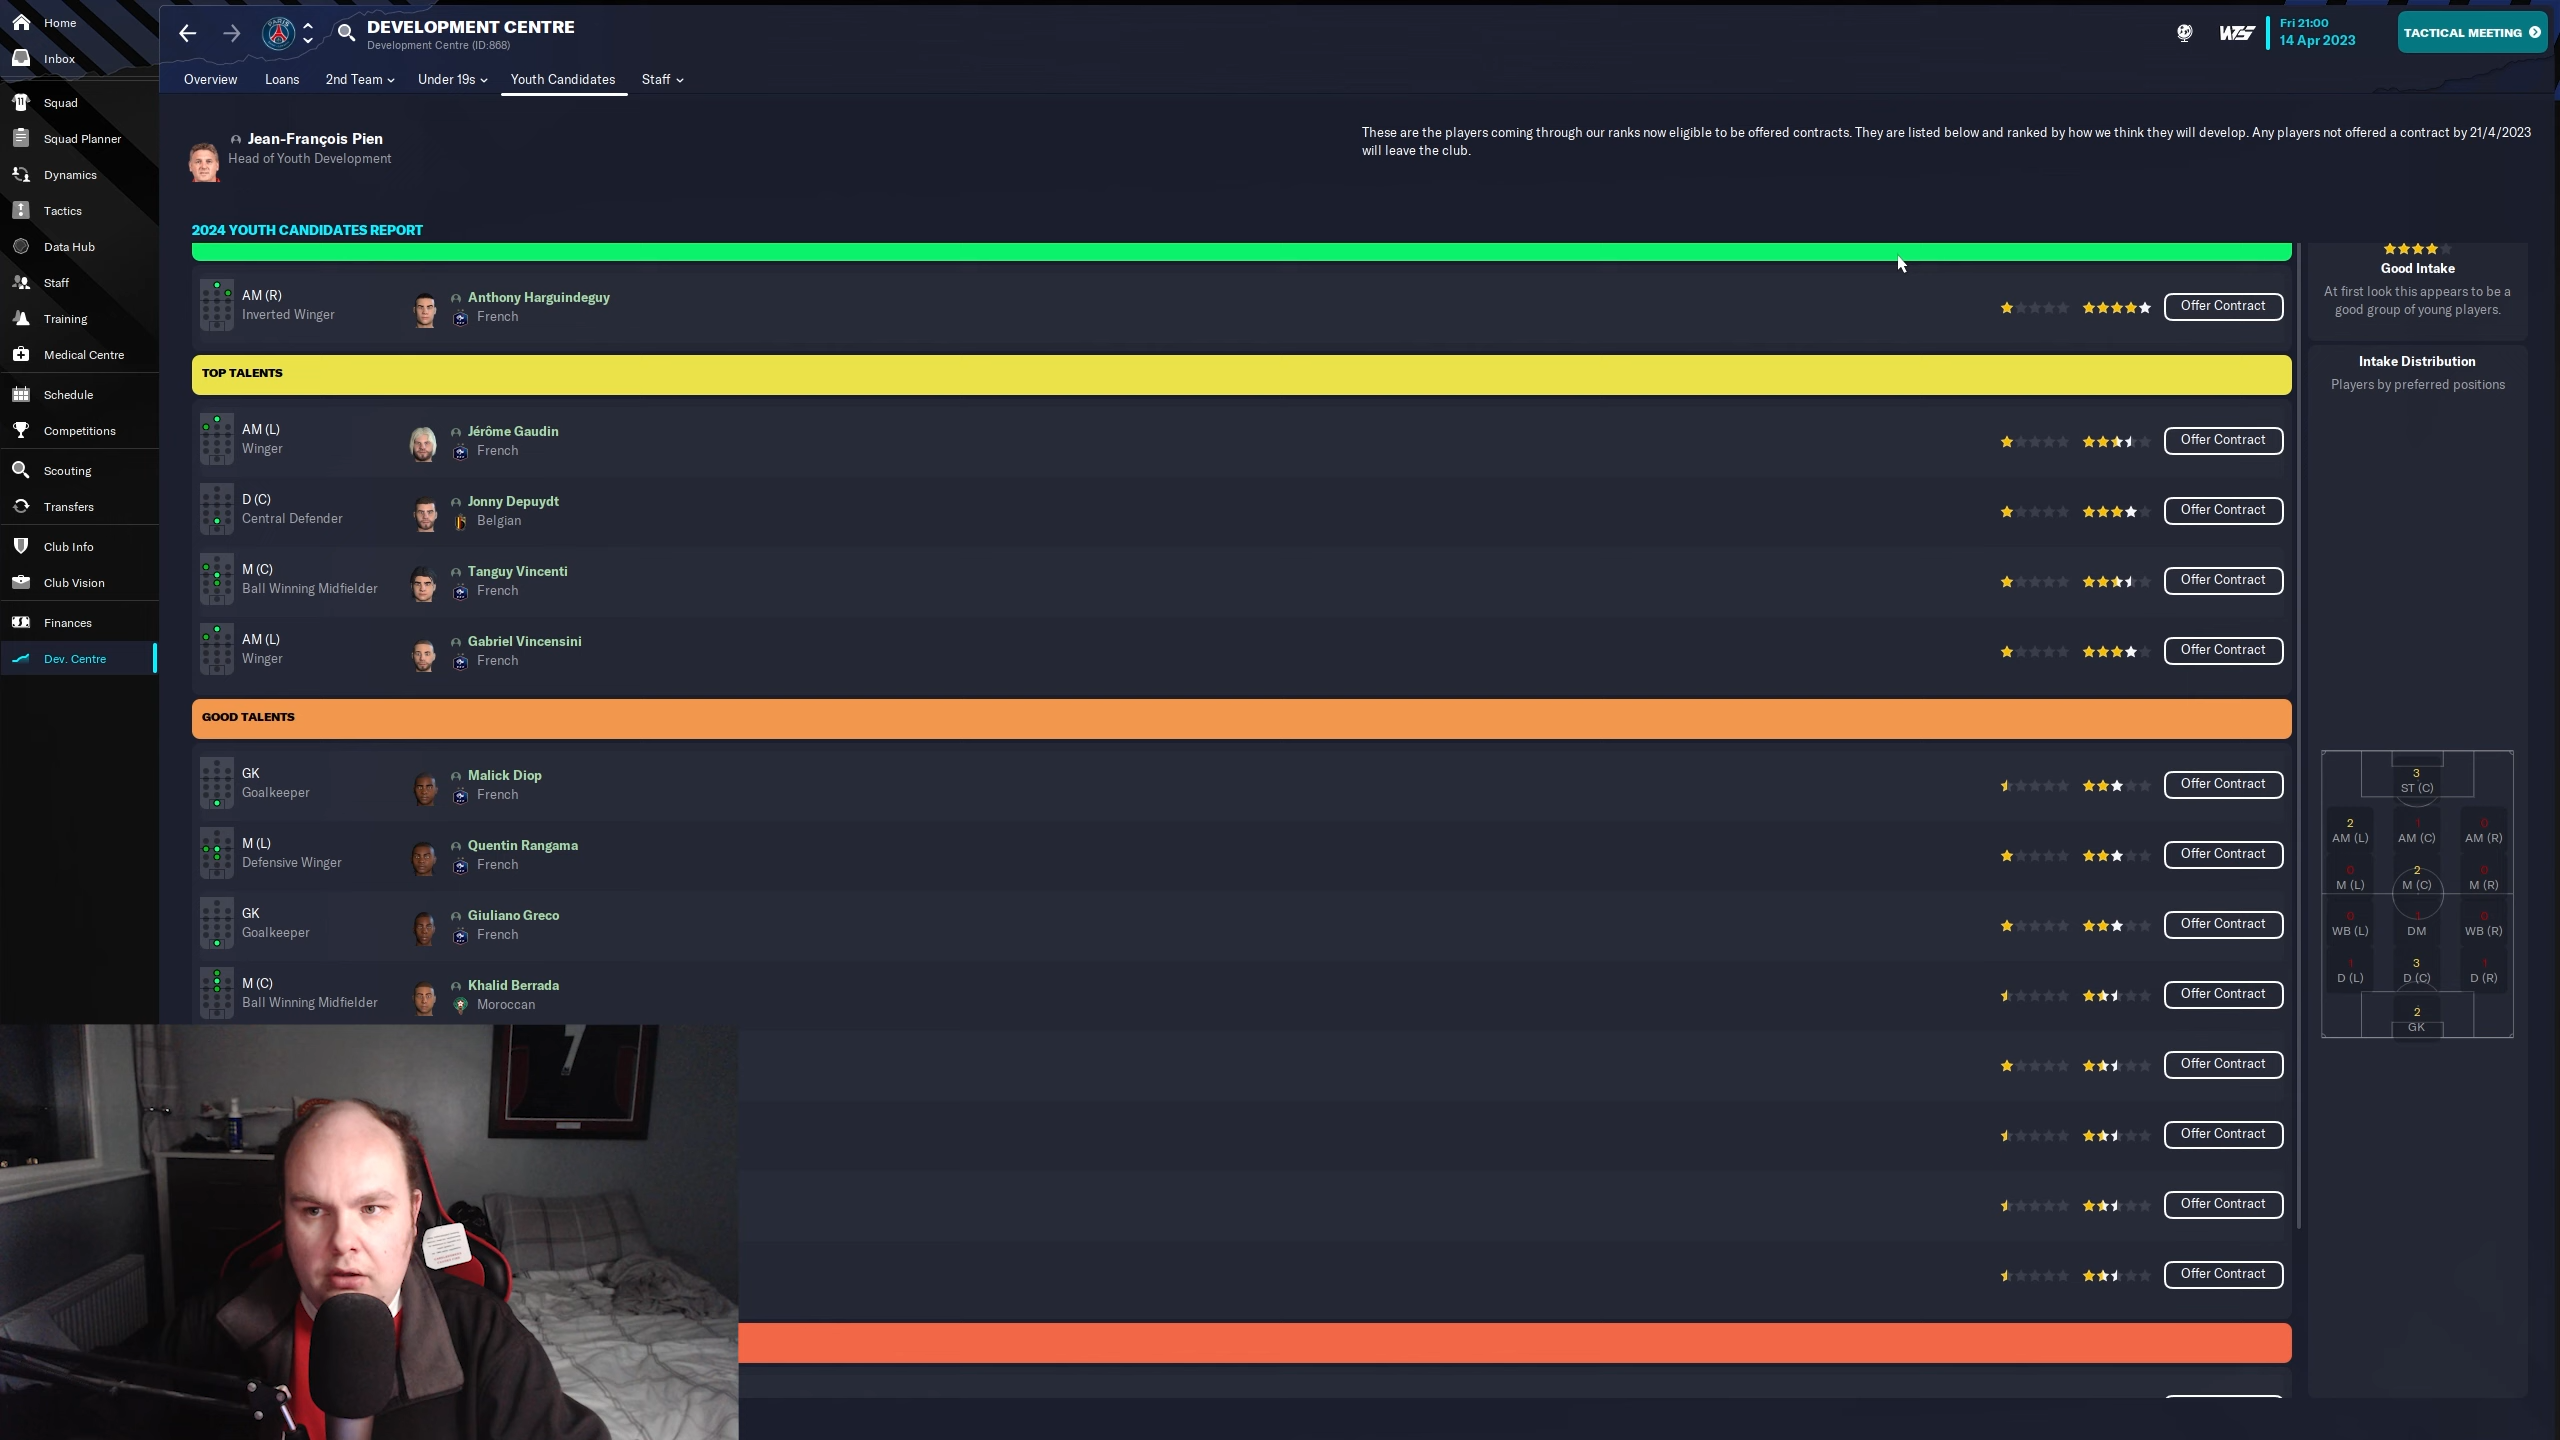 Home
Inbox
Squad
Squad Planner
Dynamics
Tactics
Data Hub
Staff
Training
Medical Centre
Schedule
Competitions
Scouting
Transfers
Club Info
Club Vision
Finances
Dev. Centre
DEVELOPMENT CENTRE
Development Centre (ID:868)
Fri 21:00
14 Apr 2023
TACTICAL MEETING
Overview Loans 2nd Team Under 19s Youth Candidates Staff
Jean-François Pien
Head of Youth Development
These are the players coming through our ranks now eligible to be offered contracts. They are listed below and ranked by how we think they will develop. Any players not offered a contract by 21/4/2023
will leave the club.
2024 YOUTH CANDIDATES REPORT
AM (R)
Inverted Winger
Anthony Harguindeguy
French
Offer Contract
TOP TALENTS
AM (L)
Winger
Jérôme Gaudin
French
Offer Contract
D (C)
Central Defender
Jonny Depuydt
Belgian
Offer Contract
M (C)
Ball Winning Midfielder
Tanguy Vincenti
French
Offer Contract
AM (L)
Winger
Gabriel Vincensini
French
Offer Contract
GOOD TALENTS
GK
Goalkeeper
Malick Diop
French
Offer Contract
M (L)
Defensive Winger
Quentin Rangama
French
Offer Contract
GK
Goalkeeper
Giuliano Greco
French
Offer Contract
M (C)
Ball Winning Midfielder
Khalid Berrada
Moroccan
Offer Contract
Offer Contract
Offer Contract
Offer Contract
Offer Contract
Good Intake
At first look this appears to be a
good group of young players.
Intake Distribution
Players by preferred positions
3
ST (C)
2 1 0
AM (L) AM (C) AM (R)
0 2 0
M (L) M (C) M (R)
0 1 0
WB (L) DM WB (R)
1 3 1
D (L) D (C) D (R)
2
GK
7